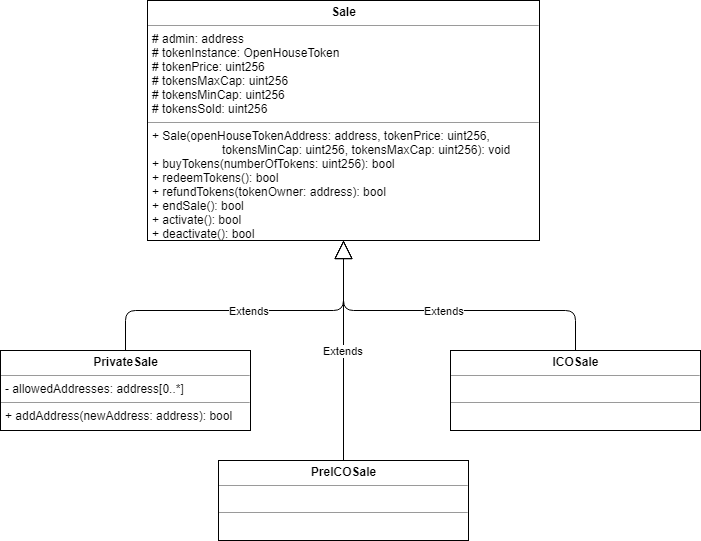 Sale
# admin: address
# tokenInstance: OpenHouseToken
# tokenPrice: uint256
# tokensMaxCap: uint256
# tokensMinCap: uint256
# tokensSold: uint256
+ Sale(openHouseTokenAddress: address, tokenPrice: uint256,
tokensMinCap: uint256, tokensMaxCap: uint256): void
+ buyTokens(numberOfTokens: uint256): bool
+ redeemTokens(): bool
+ refundTokens(tokenOwner: address): bool
+ endSale(): bool
+ activate(): bool
+ deactivate(): bool
Extends
Extends
Extends
PrivateSale
- allowedAddresses: address[0..*]
+ addAddress(newAddress: address): bool
ICOSale
PreICOSale